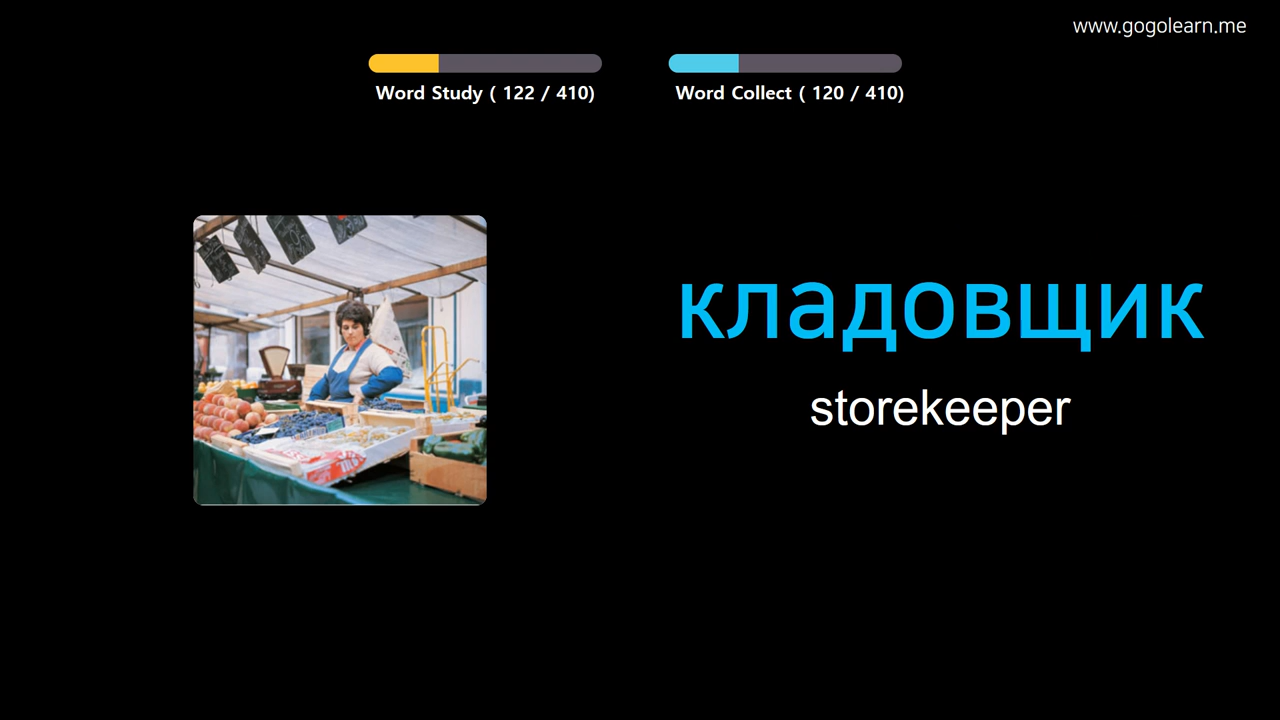 www.gogolearn.me
Word Study ( 122 / 410)
Word Collect ( 120 / 410)
кладовщик
storekeeper